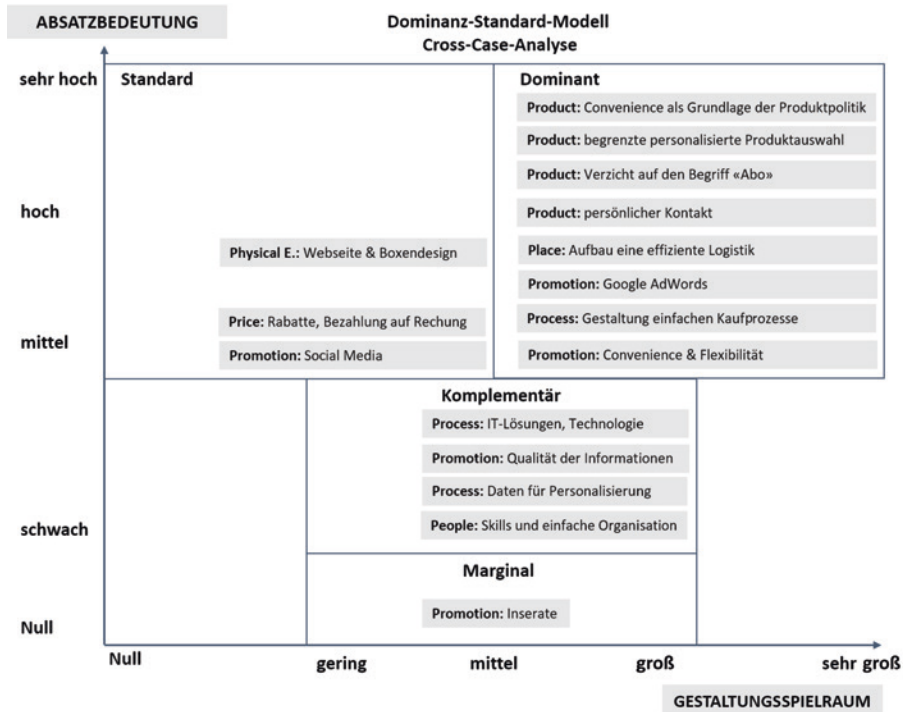 ABSATZBEDEUTUNG
Dominanz-Standard-Modell
Cross-Case-Analyse
sehr hoch
Standard
Dominant
Product: Convenience als Grundlage der Produktpolitik
Product: begrenzte personalisierte Produktauswahl
Product: Verzicht auf den Begriff «Abo»
hoch
Product: persönlicher Kontakt
Physical E.: Webseite & Boxendesign
Place: Aufbau eine effiziente Logistik
Promotion: Google AdWords
Price: Rabatte, Bezahlung auf Rechung
Process: Gestaltung einfachen Kaufprozesse
mittel
Promotion: Social Media
Promotion: Convenience & Flexibilität
Komplementär
Process: IT-Lösungen, Technologie
Promotion: Qualität der Informationen
Process: Daten für Personalisierung
schwach
People: Skills und einfache Organisation
Marginal
Promotion: Inserate
Null
Null
gering
mittel
groß
sehr groß
GESTALTUNGSSPIELRAUM